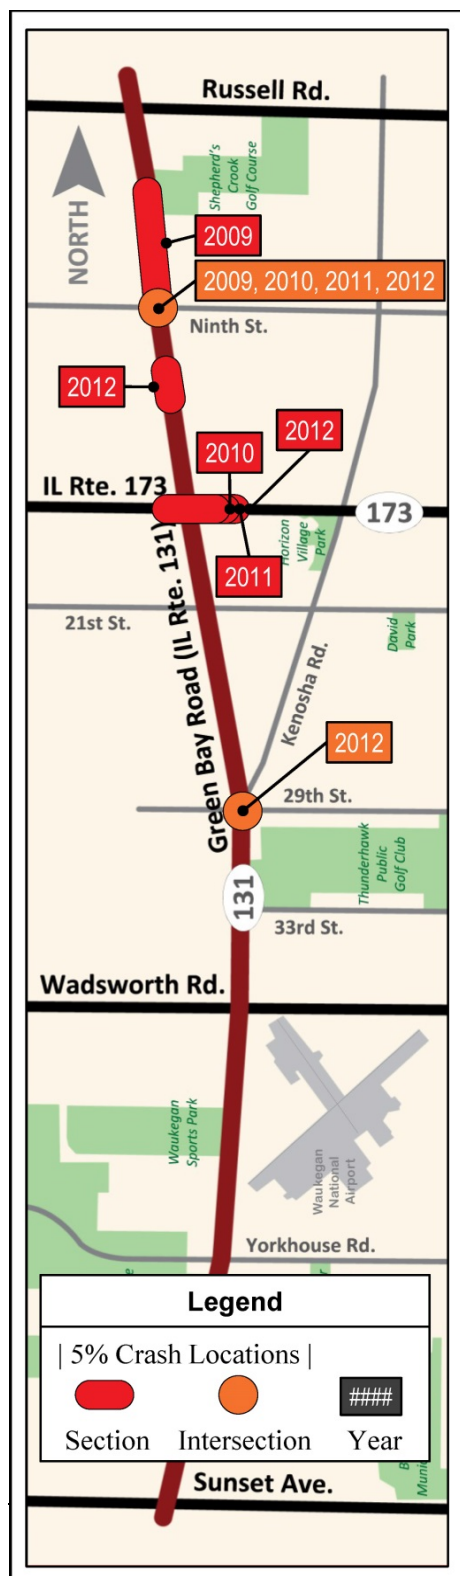 Russell Rd.
NORTH
Shepherd's
Crook
Golf Course
2009
2009, 2010, 2011, 2012
Ninth St.
2012
2012
2010
IL Rte. 173
173
2011
Horizon
Village
Park
21st St.
David
Park
Green Bay Road (IL Rte. 131)
Kenosha Rd.
2012
29th St.
Thunderhawk
Public
Golf Club
131
33rd St.
Wadsworth Rd.
Waukegan
Sports Park
Waukegan
National
Airport
Yorkhouse Rd.
Legend
| 5% Crash Locations |
####
Section Intersection Year
Sunset Ave.